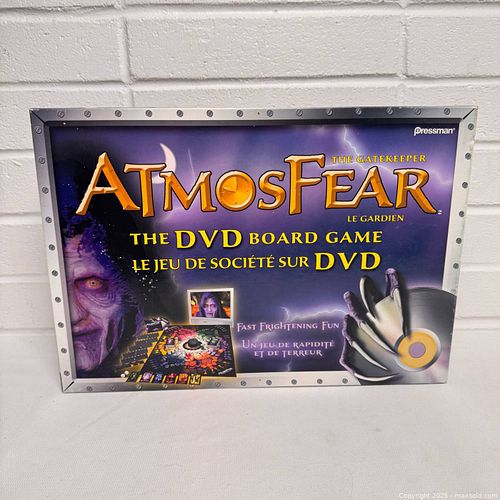 Pressman
THE GATEKEEPER
ATMOSFEAR
LE GARDIEN
THE DVD BOARD GAME
LE JEU DE SOCIÉTÉ SUR DVD
FAST FRIGHTENING FUN
UN JEU DE RAPIDITÉ
ET DE TERREUR
Copyright 2025 - maxsold.com